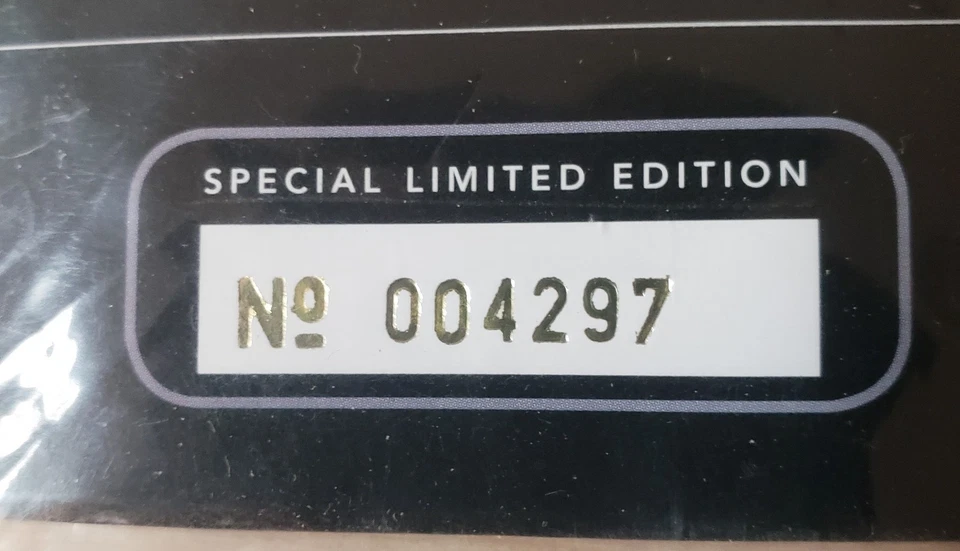 SPECIAL LIMITED EDITION
Nº 004297